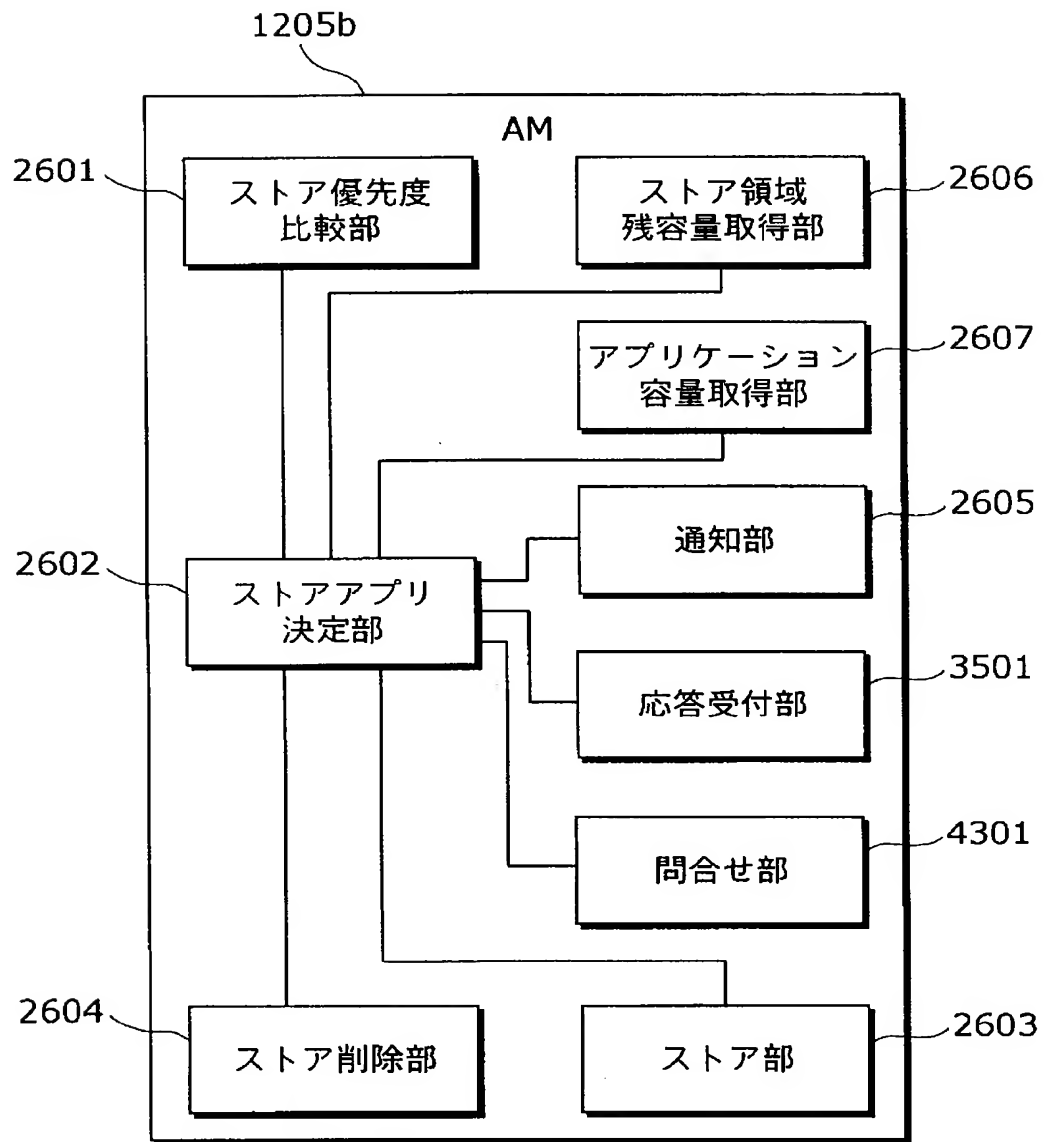 1205b
AM
2601
ストア優先度
比較部
ストア領域
残容量取得部
2606
アプリケーション
容量取得部
2607
通知部
2605
2602
ストアアプリ
決定部
応答受付部
3501
問合せ部
4301
2604
ストア削除部
ストア部
2603